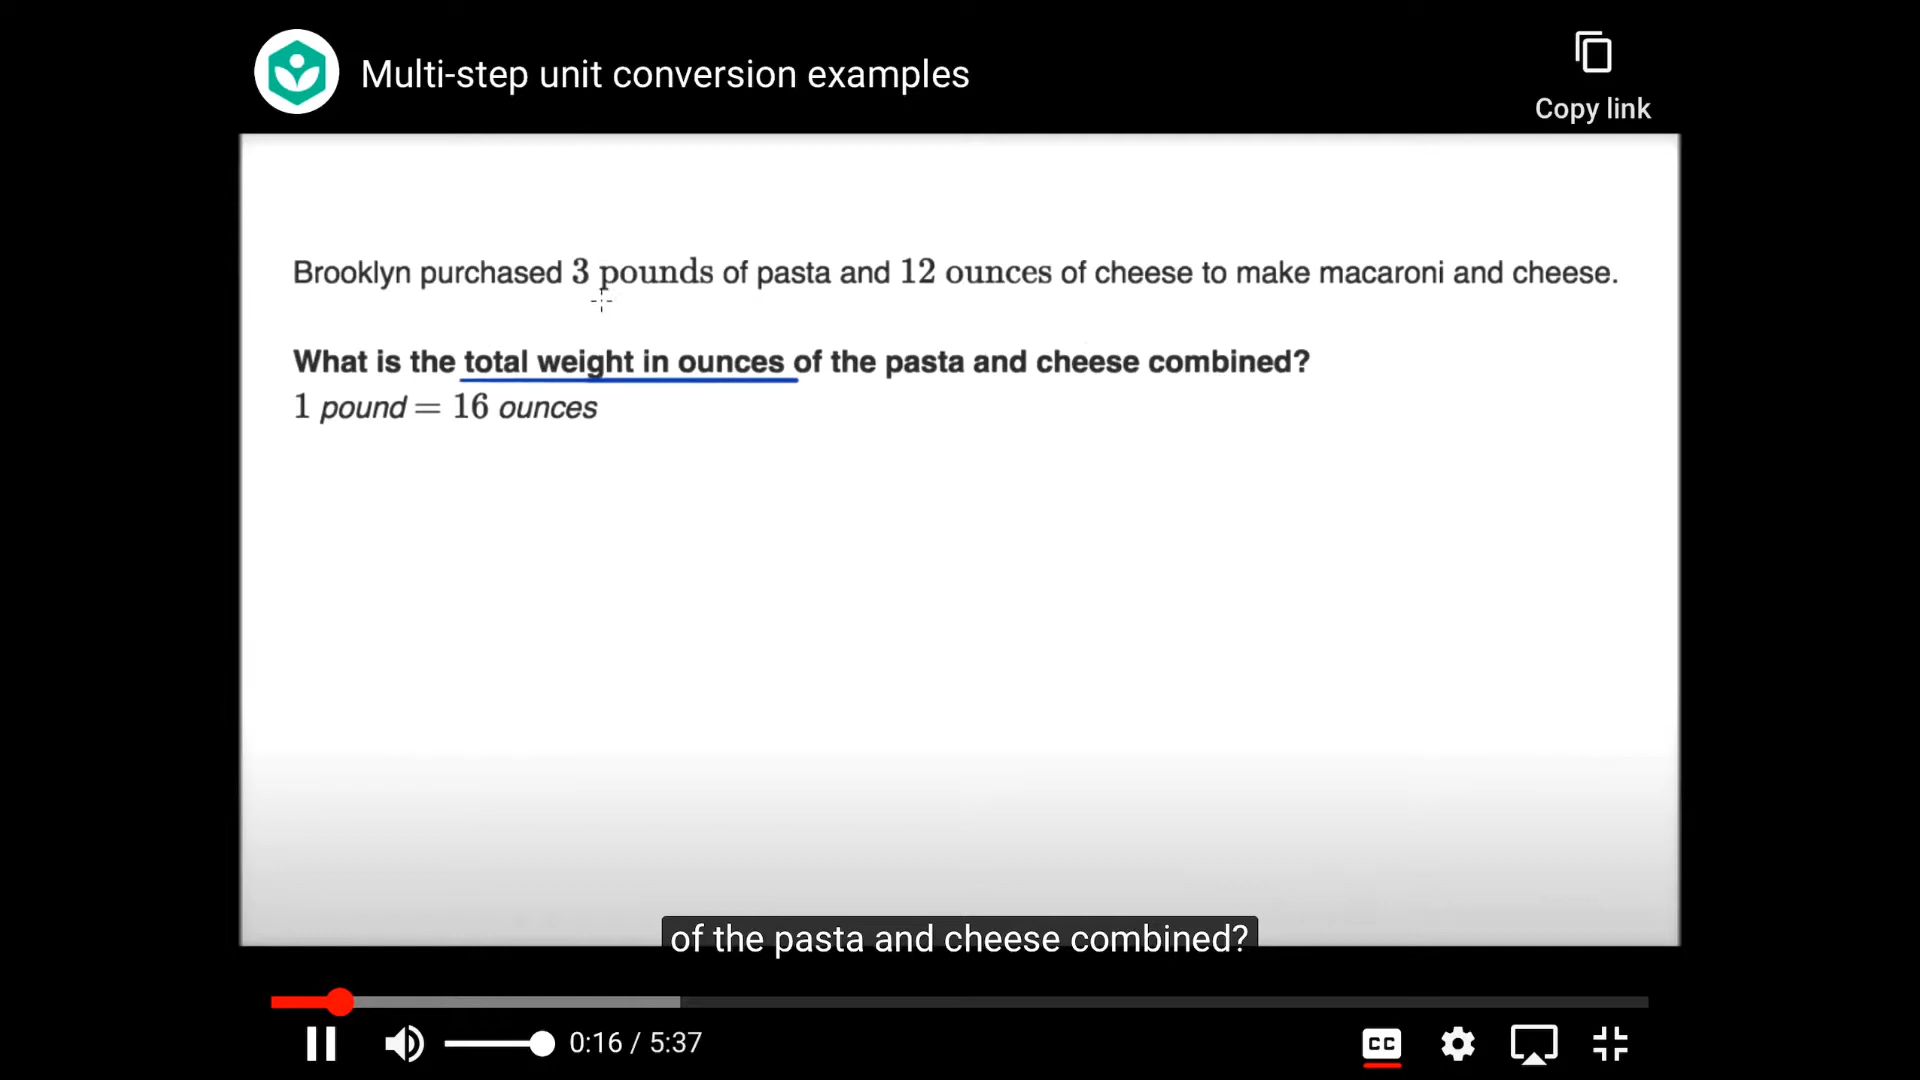 Multi-step unit conversion examples
Copy link
Brooklyn purchased 3 pounds of pasta and 12 ounces of cheese to make macaroni and cheese.
What is the total weight in ounces of the pasta and cheese combined?
1 pound = 16 ounces
of the pasta and cheese combined?
0:16 / 5:37
CC